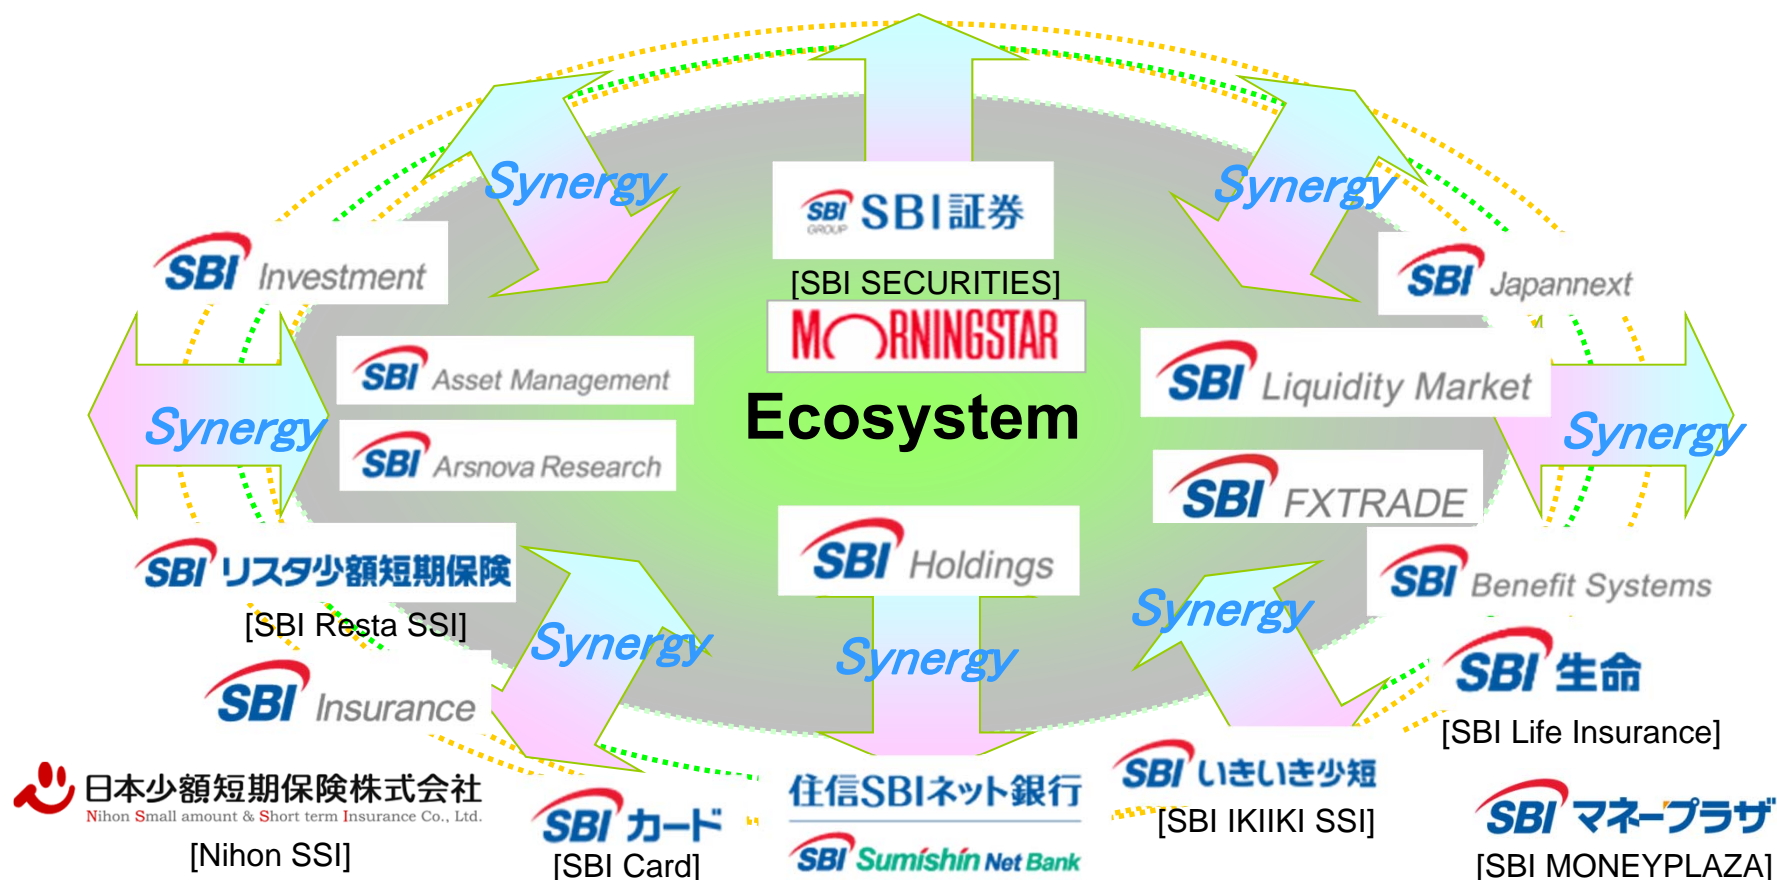 Synergy
Synergy
SBI GROUP SBI証券
[SBI SECURITIES]
SBI Investment
SBI Japannext
MORNINGSTAR
SBI Asset Management
SBI Liquidity Market
Ecosystem
Synergy
Synergy
SBI Arsnova Research
SBI FXTRADE
SBI Holdings
SBI リスタ少額短期保険
[SBI Resta SSI]
SBI Benefit Systems
Synergy
Synergy
Synergy
SBI 生命
[SBI Life Insurance]
SBI Insurance
日本少額短期保険株式会社
Nihon Small amount & Short term Insurance Co., Ltd.
[Nihon SSI]
SBI カード
[SBI Card]
住信SBIネット銀行
SBI Sumishin Net Bank
SBI いきいき少短
[SBI IKIIKI SSI]
SBI マネープラザ
[SBI MONEYPLAZA]